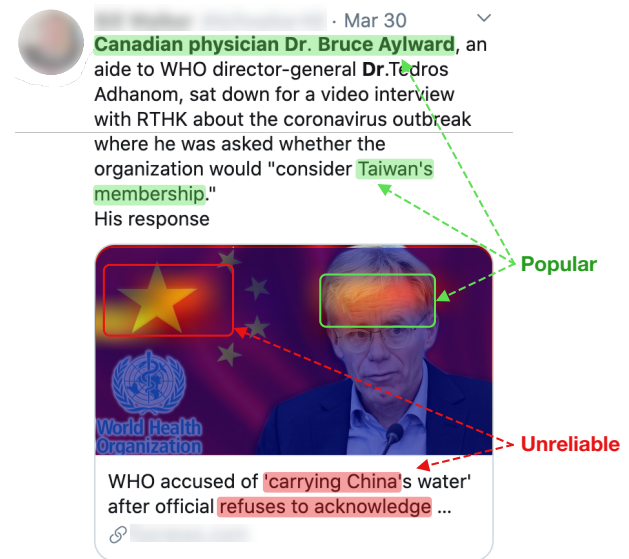 · Mar 30
Canadian physician Dr. Bruce Aylward, an
aide to WHO director-general Dr.Tedros
Adhanom, sat down for a video interview
with RTHK about the coronavirus outbreak
where he was asked whether the
organization would "consider Taiwan's
membership."
His response
Popular
World Health
Organization
Unreliable
WHO accused of 'carrying China's water'
after official refuses to acknowledge ...